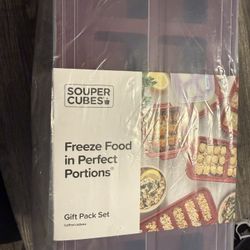 SOUPER
CUBES
Freeze Food
in Perfect
Portions®
Gift Pack Set